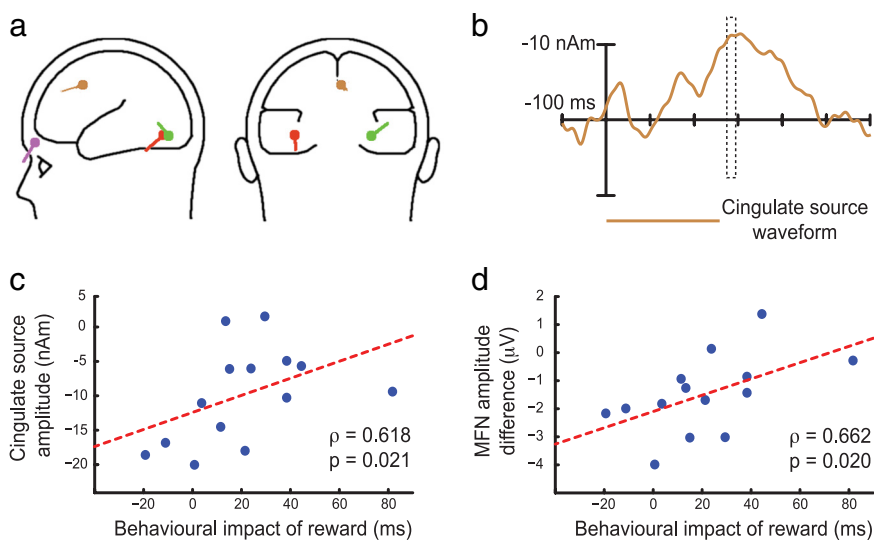 a
b
-10 nAm
-100 ms
Cingulate source
waveform
c
Cingulate source
amplitude (nAm)
5
0
−5
−10
−15
−20
−20 0 20 40 60 80
Behavioural impact of reward (ms)
ρ = 0.618
p = 0.021
d
MFN amplitude
difference (μV)
2
1
0
−1
−2
−3
−4
−5
−20 0 20 40 60 80
Behavioural impact of reward (ms)
ρ = 0.662
p = 0.020